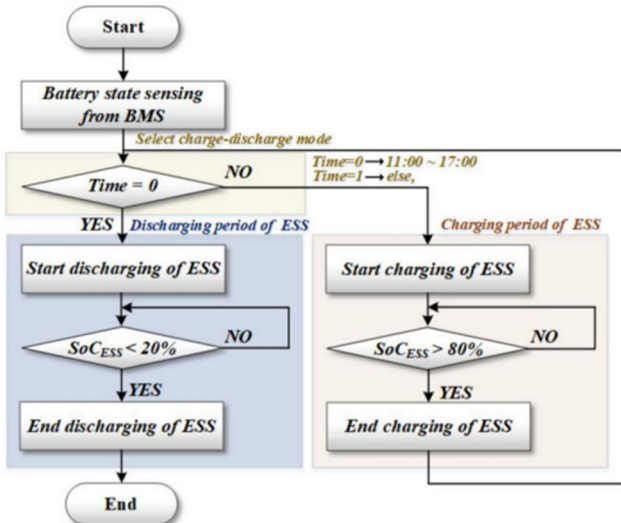 Start
Battery state sensing
from BMS
Select charge-discharge mode
Time=0→11:00 ~ 17:00
Time=1→else,
Time = 0
NO
YES
Discharging period of ESS
Charging period of ESS
Start discharging of ESS
Start charging of ESS
SoC_ESS < 20%
NO
SoC_ESS > 80%
NO
YES
YES
End discharging of ESS
End charging of ESS
End